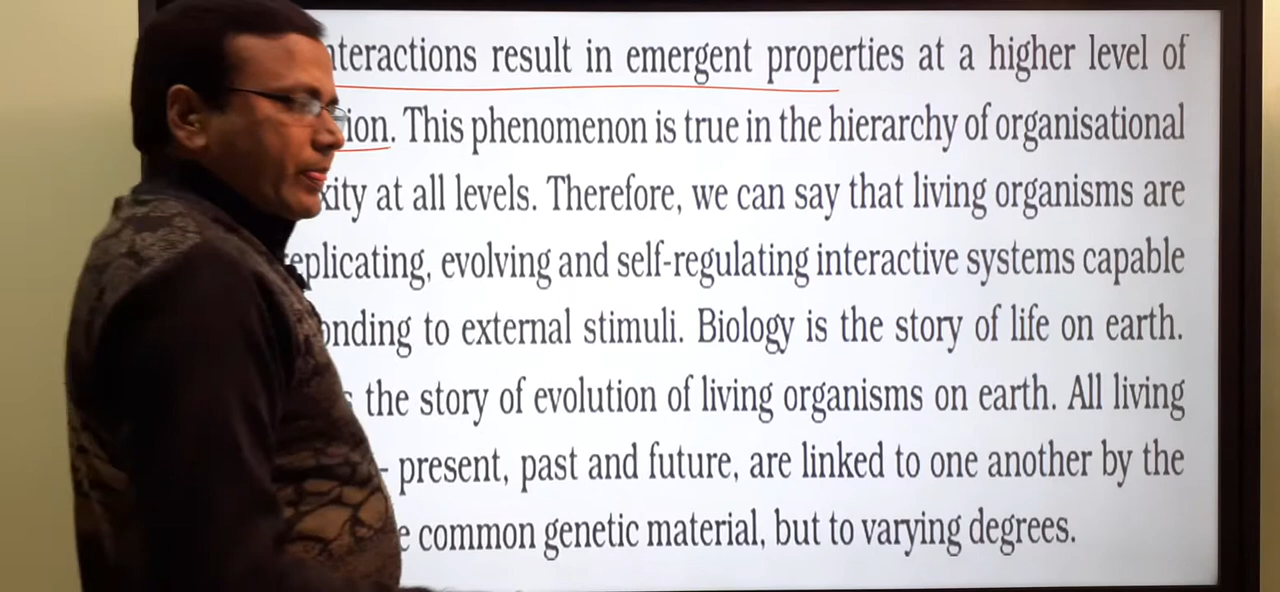 nteractions result in emergent properties at a higher level of
ion. This phenomenon is true in the hierarchy of organisational
xity at all levels. Therefore, we can say that living organisms are
eplicating, evolving and self-regulating interactive systems capable
onding to external stimuli. Biology is the story of life on earth.
the story of evolution of living organisms on earth. All living
- present, past and future, are linked to one another by the
e common genetic material, but to varying degrees.